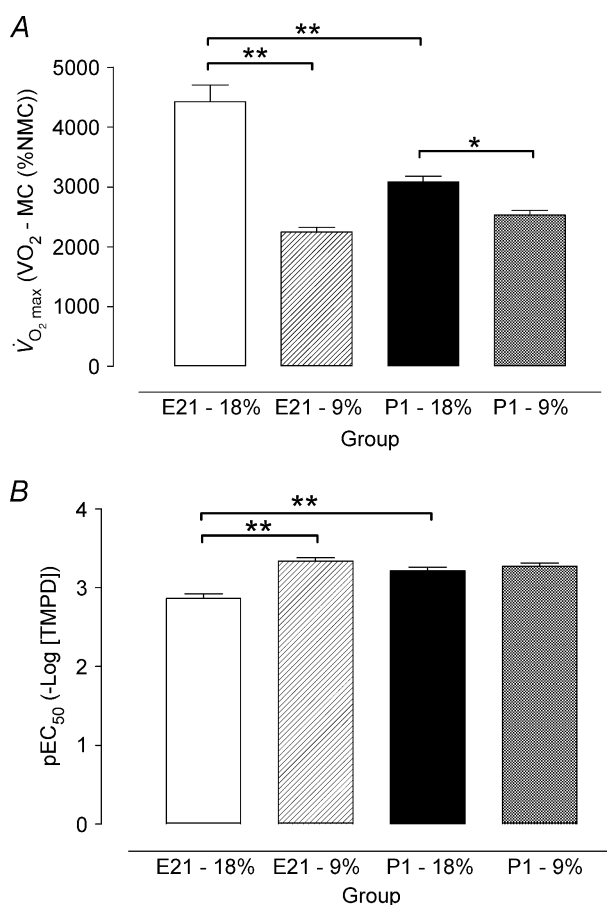 A
**
**
*
5000
4000
3000
2000
1000
0
V̇O₂ max (VO₂ - MC (%NMC))
E21 - 18% E21 - 9% P1 - 18% P1 - 9%
Group
B
**
**
4
3
2
1
0
pEC₅₀ (-Log [TMPD])
E21 - 18% E21 - 9% P1 - 18% P1 - 9%
Group